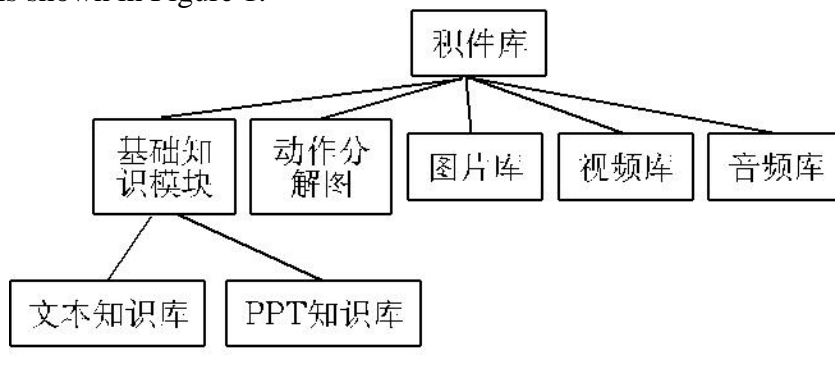 is shown in Figure 1.
积件库
基础知
识模块
动作分
解图
图片库
视频库
音频库
文本知识库
PPT知识库